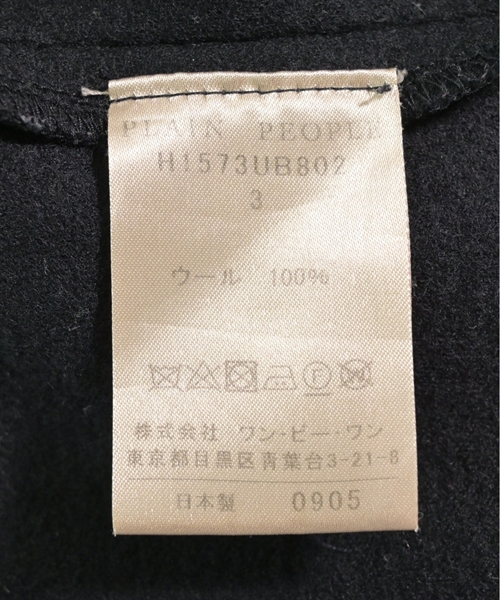 PLAIN PEOPLE
H1573UB802
3
ウール 100%
F W
株式会社 ワン・ビー・ワン
東京都目黒区青葉台3-21-8
日本製 0905